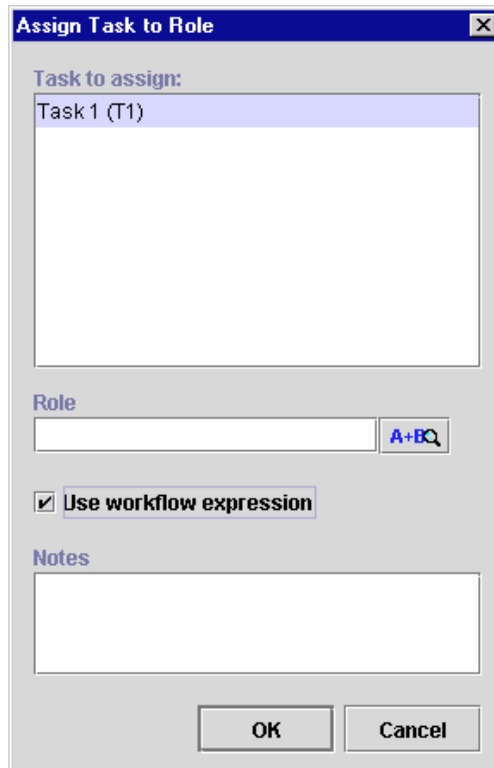 Assign Task to Role
Task to assign:
Task 1 (T1)
Role
A+B
Use workflow expression
Notes
OK
Cancel